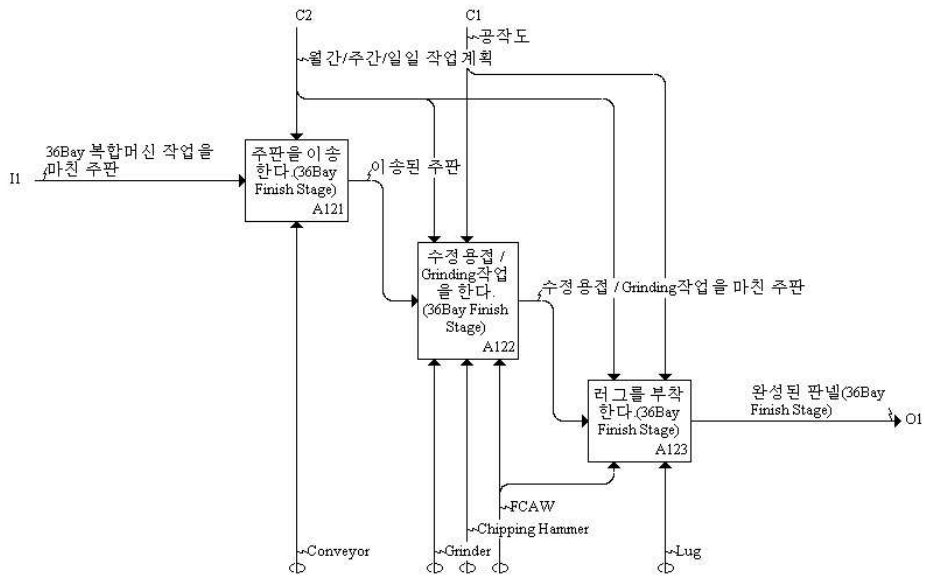 C2
C1
공작도
월간/주간/일일 작업계획
36Bay 복합머신 작업을
마친 주판
I1
주판을 이송
한다.(36Bay
Finish Stage)
A121
이송된 주판
수정용접 /
Grinding작업
을 한다.
(36Bay Finish
Stage)
A122
수정용접 / Grinding작업을 마친 주판
러그를 부착
한다.(36Bay
Finish Stage)
A123
완성된 판넬(36Bay
Finish Stage)
O1
FCAW
Chipping Hammer
Conveyor
Grinder
Lug